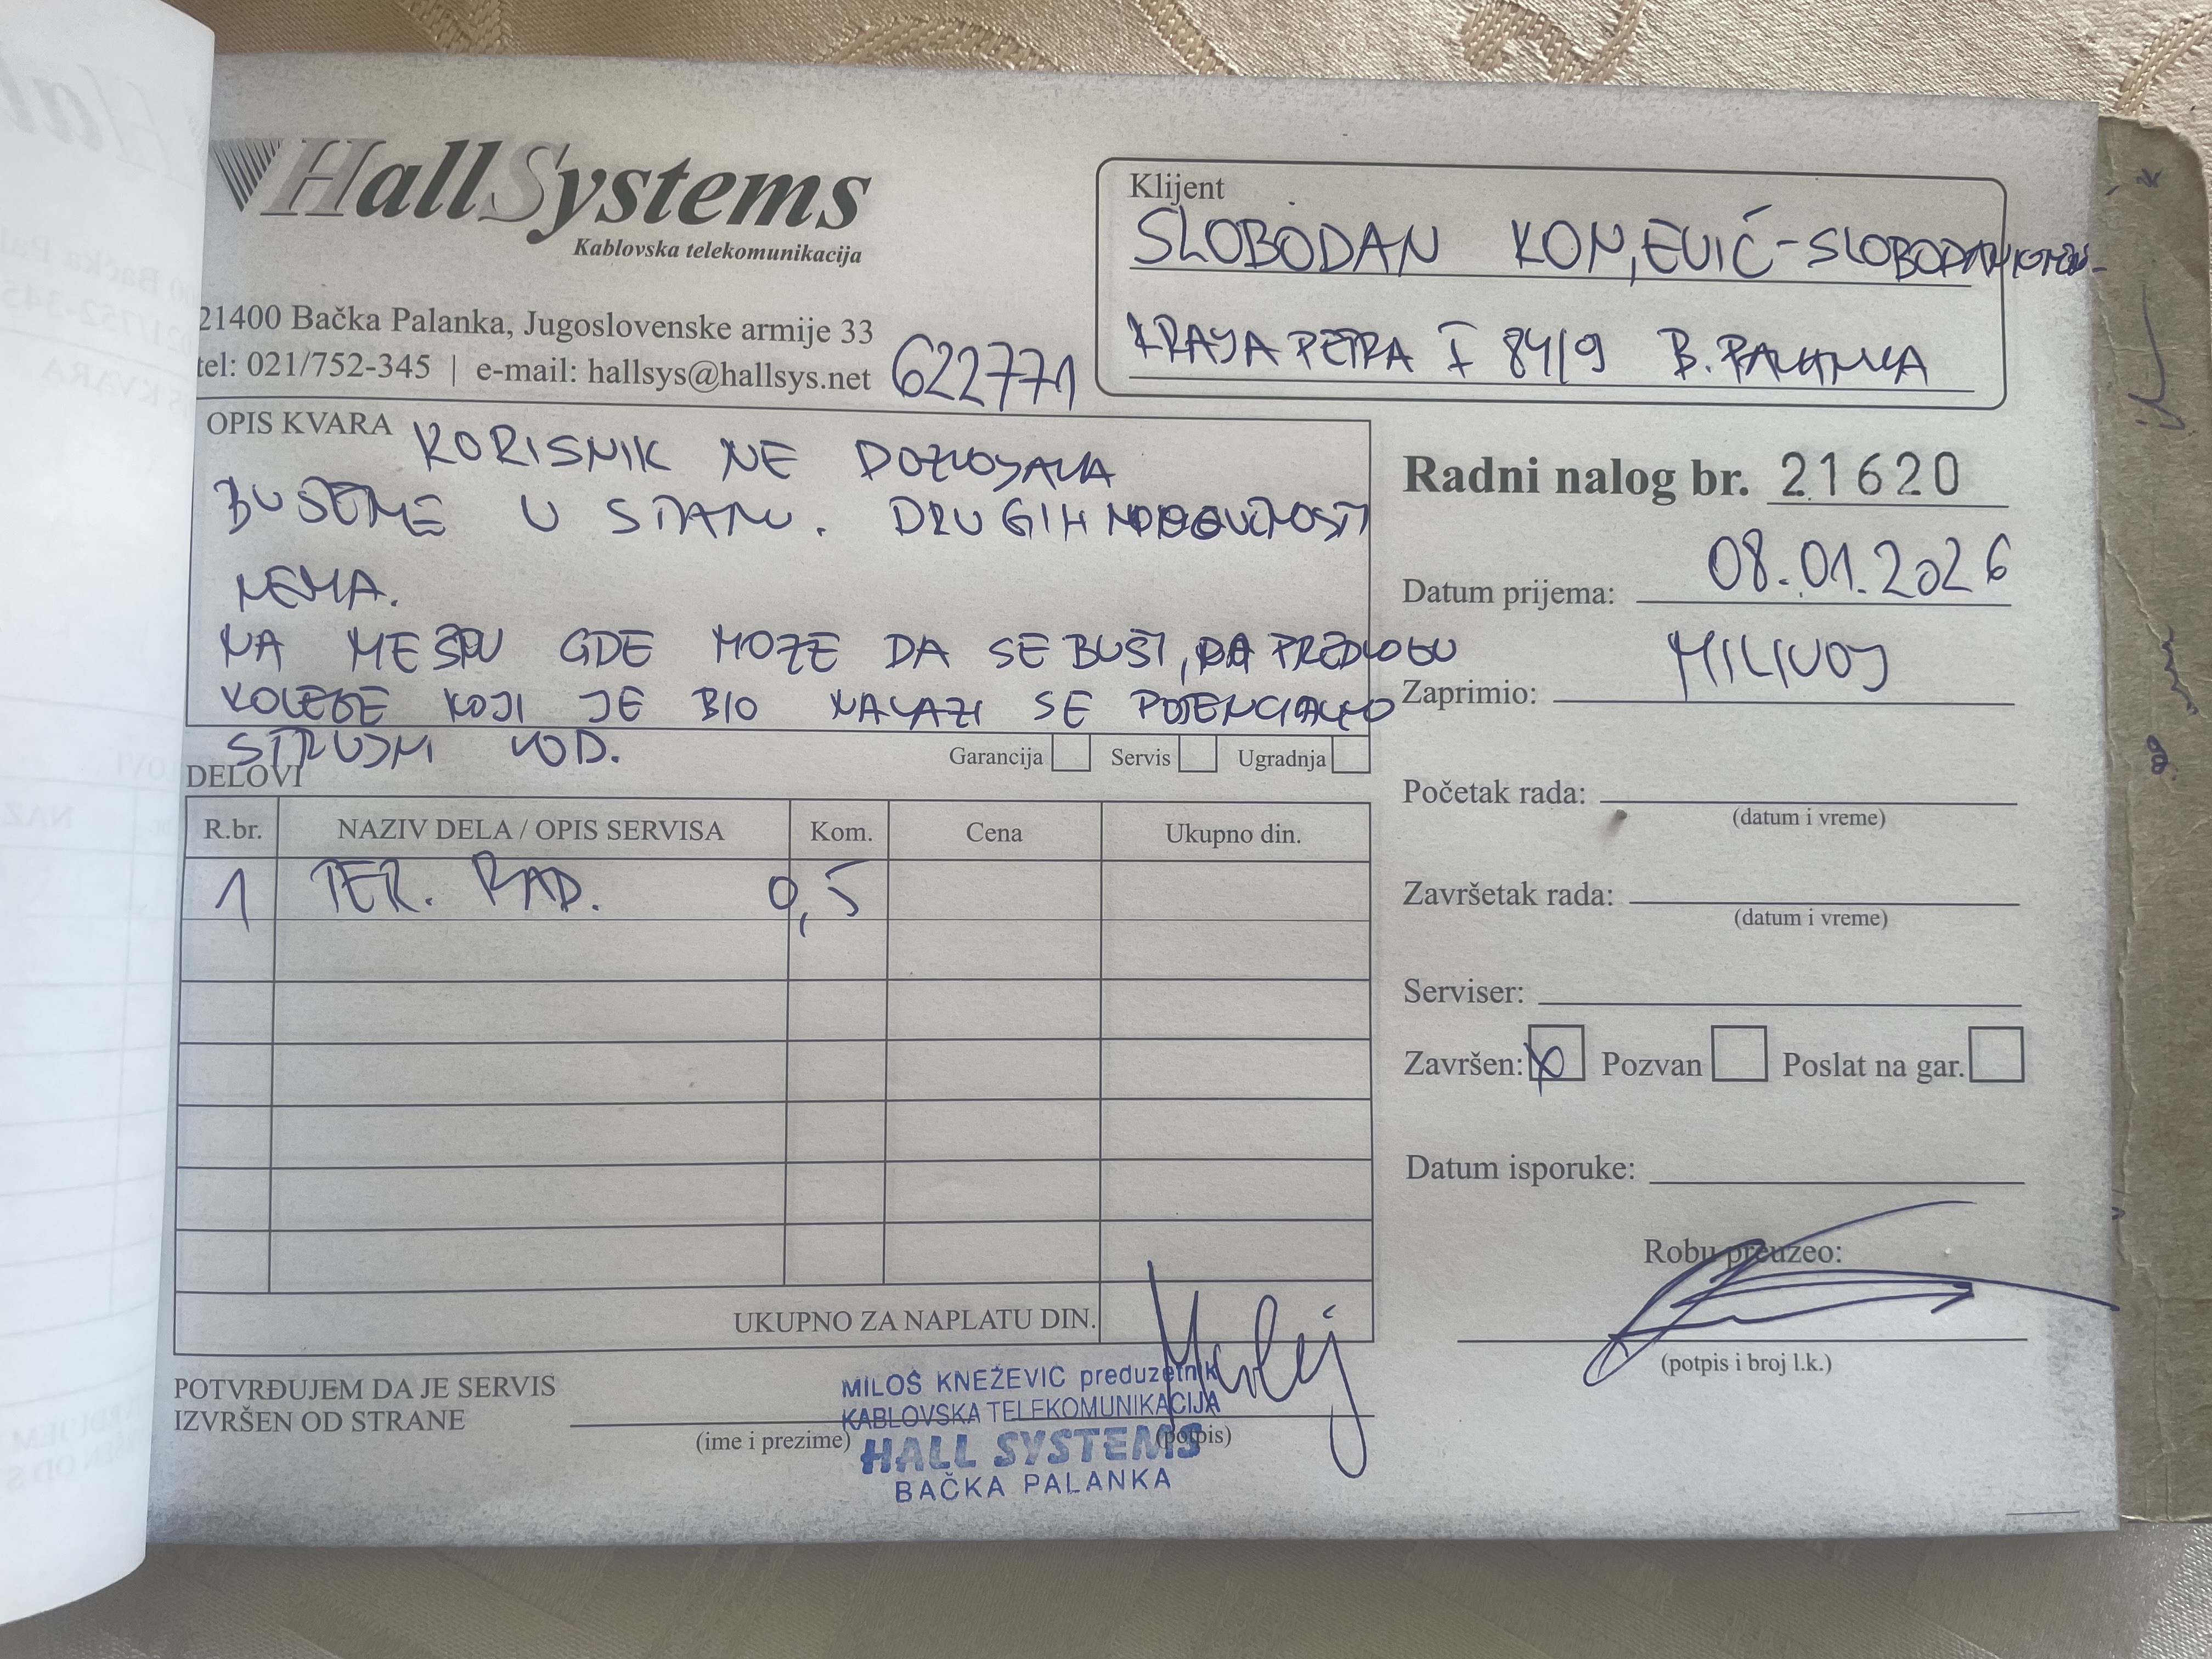 HallSystems
Kablovska telekomunikacija
21400 Bačka Palanka, Jugoslovenske armije 33
tel: 021/752-345 | e-mail: hallsys@hallsys.net
622771
Klijent
SLOBODAN KONJEVIĆ-
KRALJA PETRA I 84/9 B. PALANKA
OPIS KVARA
KORISNIK NE DOZVOLJAVA
BUŠENJE U STANU. DRUGIH MOGUĆNOSTI
NEMA.
NA MESTU GDE MOŽE DA SE BUŠI, PREDLOGU
KOLEGE KOJI JE BIO NALAZI SE POTENCIALNO
STRUJNI VOD.
Garancija Servis Ugradnja
Radni nalog br. 21620
Datum prijema: 08.01.2026
Zaprimio: MILIVOJ
Početak rada:
(datum i vreme)
Završetak rada:
(datum i vreme)
Serviser:
Završen: X Pozvan Poslat na gar.
Datum isporuke:
Robu preuzeo:
(potpis i broj l.k.)
DELOVI
R.br. NAZIV DELA / OPIS SERVISA Kom. Cena Ukupno din.
1 TER. RAD. 0,5
UKUPNO ZA NAPLATU DIN.
POTVRĐUJEM DA JE SERVIS
IZVRŠEN OD STRANE
(ime i prezime) (potpis)
MILOŠ KNEŽEVIĆ preduzetnik
KABLOVSKA TELEKOMUNIKACIJA
HALL SYSTEMS
BAČKA PALANKA